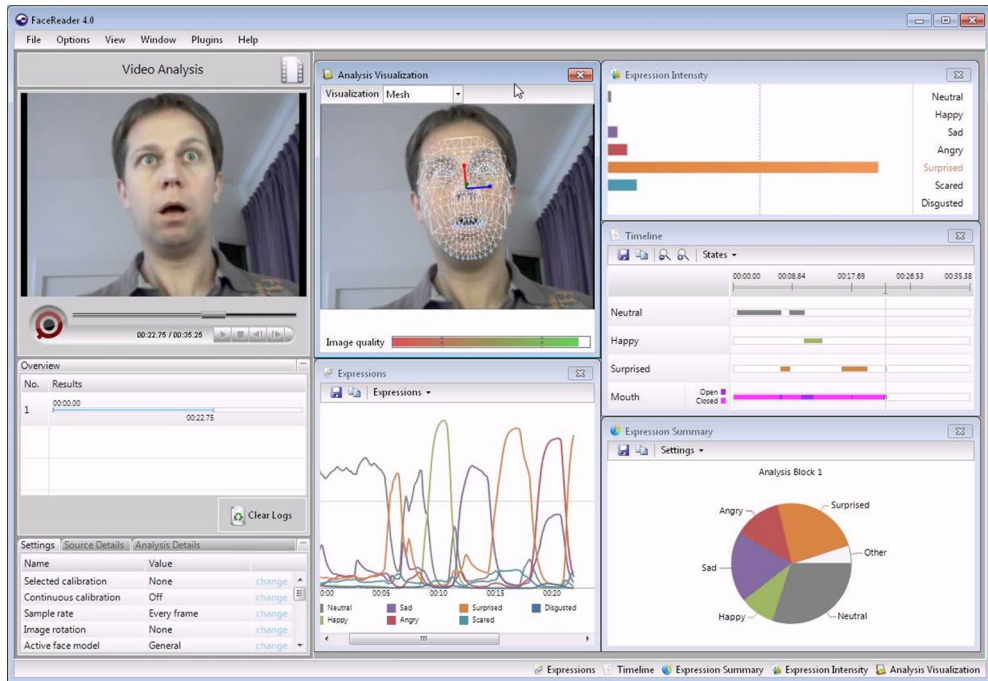 FaceReader 4.0
File Options View Window Plugins Help
Video Analysis
00:22.75 / 00:35.25
Overview
No. Results
1 00:00.00
00:22.75
Clear Logs
Settings Source Details Analysis Details
Name Value
Selected calibration None change
Continuous calibration Off change
Sample rate Every frame change
Image rotation None change
Active face model General change
Analysis Visualization
Visualization Mesh
Image quality
Expressions
Expressions
0:00 00:05 00:10 00:15 00:20
Neutral Sad Surprised Disgusted
Happy Angry Scared
Expression Intensity
Neutral
Happy
Sad
Angry
Surprised
Scared
Disgusted
Timeline
States
00:00.00 00:08.84 00:17.69 00:26.53 00:35.38
Neutral
Happy
Surprised
Mouth Open
Closed
Expression Summary
Settings
Analysis Block 1
Angry
Surprised
Other
Sad
Happy
Neutral
Expressions Timeline Expression Summary Expression Intensity Analysis Visualization